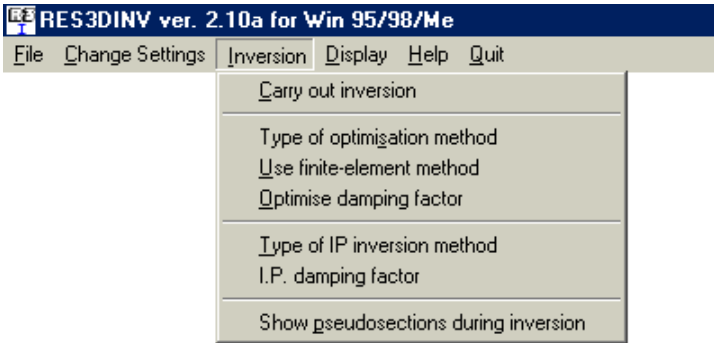 RES3DINV ver. 2.10a for Win 95/98/Me
File Change Settings Inversion Display Help Quit
Carry out inversion
Type of optimisation method
Use finite-element method
Optimise damping factor
Type of IP inversion method
I.P. damping factor
Show pseudosections during inversion